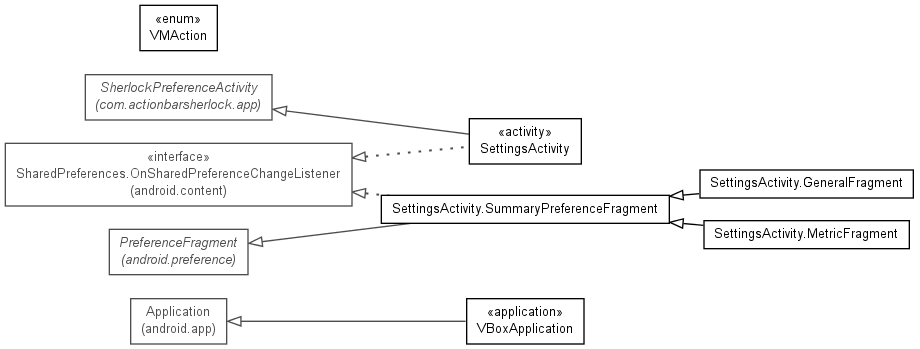 «enum»
VMAction
SherlockPreferenceActivity
(com.actionbarsherlock.app)
«activity»
SettingsActivity
«interface»
SharedPreferences.OnSharedPreferenceChangeListener
(android.content)
SettingsActivity.GeneralFragment
SettingsActivity.SummaryPreferenceFragment
SettingsActivity.MetricFragment
PreferenceFragment
(android.preference)
Application
(android.app)
«application»
VBoxApplication